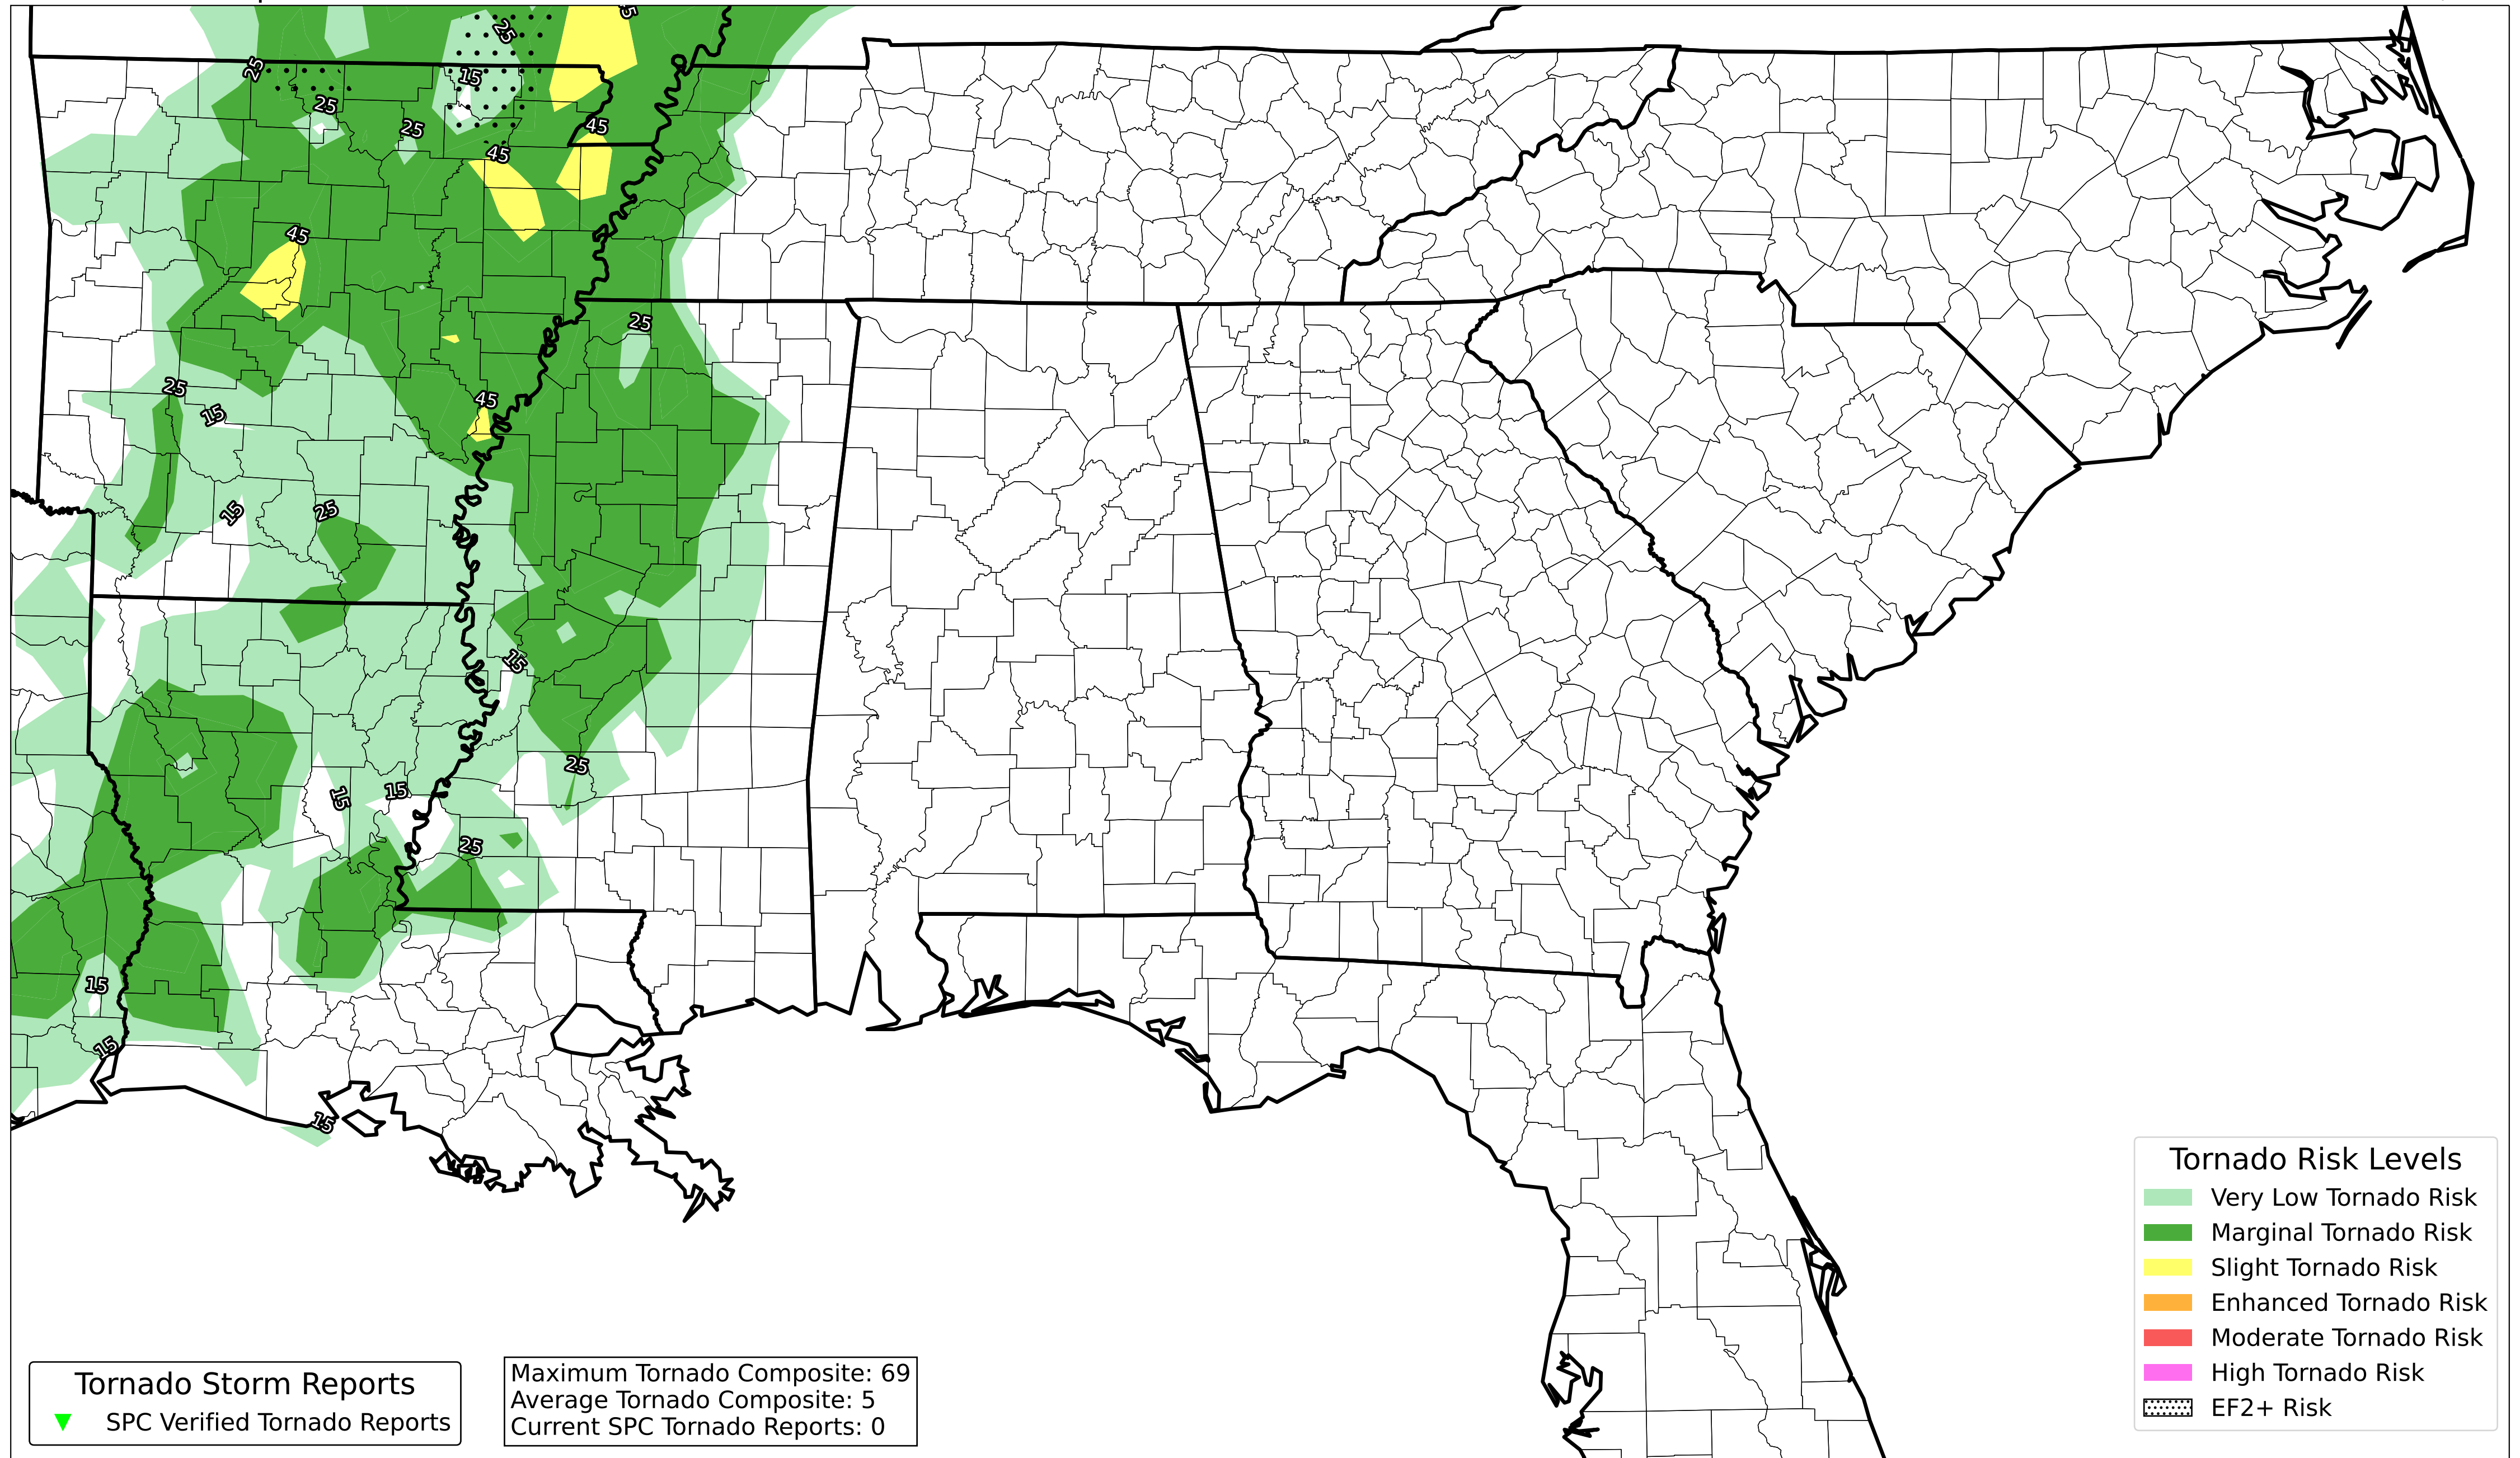 5
25
25
15
25
25
45
45
45
25
25
45
15
15
25
15
25
15
15
25
15
15
15
Tornado Risk Levels
Very Low Tornado Risk
Marginal Tornado Risk
Slight Tornado Risk
Enhanced Tornado Risk
Moderate Tornado Risk
High Tornado Risk
EF2+ Risk
Tornado Storm Reports
SPC Verified Tornado Reports
Maximum Tornado Composite: 69
Average Tornado Composite: 5
Current SPC Tornado Reports: 0